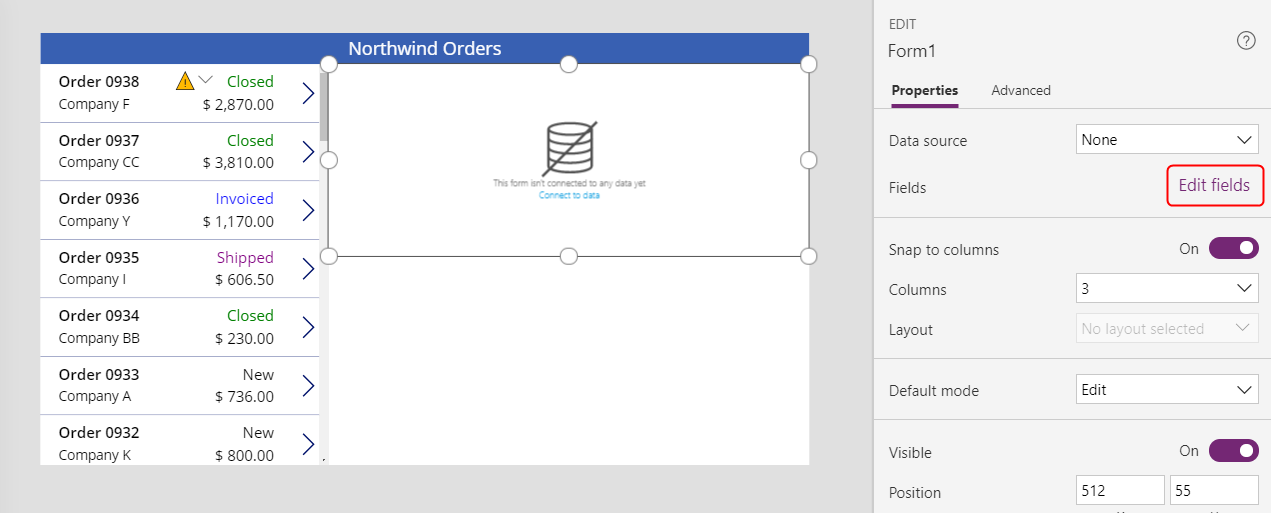 Northwind Orders
Order 0938 Closed
Company F $ 2,870.00
Order 0937 Closed
Company CC $ 3,810.00
Order 0936 Invoiced
Company Y $ 1,170.00
Order 0935 Shipped
Company I $ 606.50
Order 0934 Closed
Company BB $ 230.00
Order 0933 New
Company A $ 736.00
Order 0932 New
Company K $ 800.00
This form isn't connected to any data yet
Connect to data
EDIT
Form1
?
Properties Advanced
Data source None
Fields Edit fields
Snap to columns On
Columns 3
Layout No layout selected
Default mode Edit
Visible On
Position 512 55